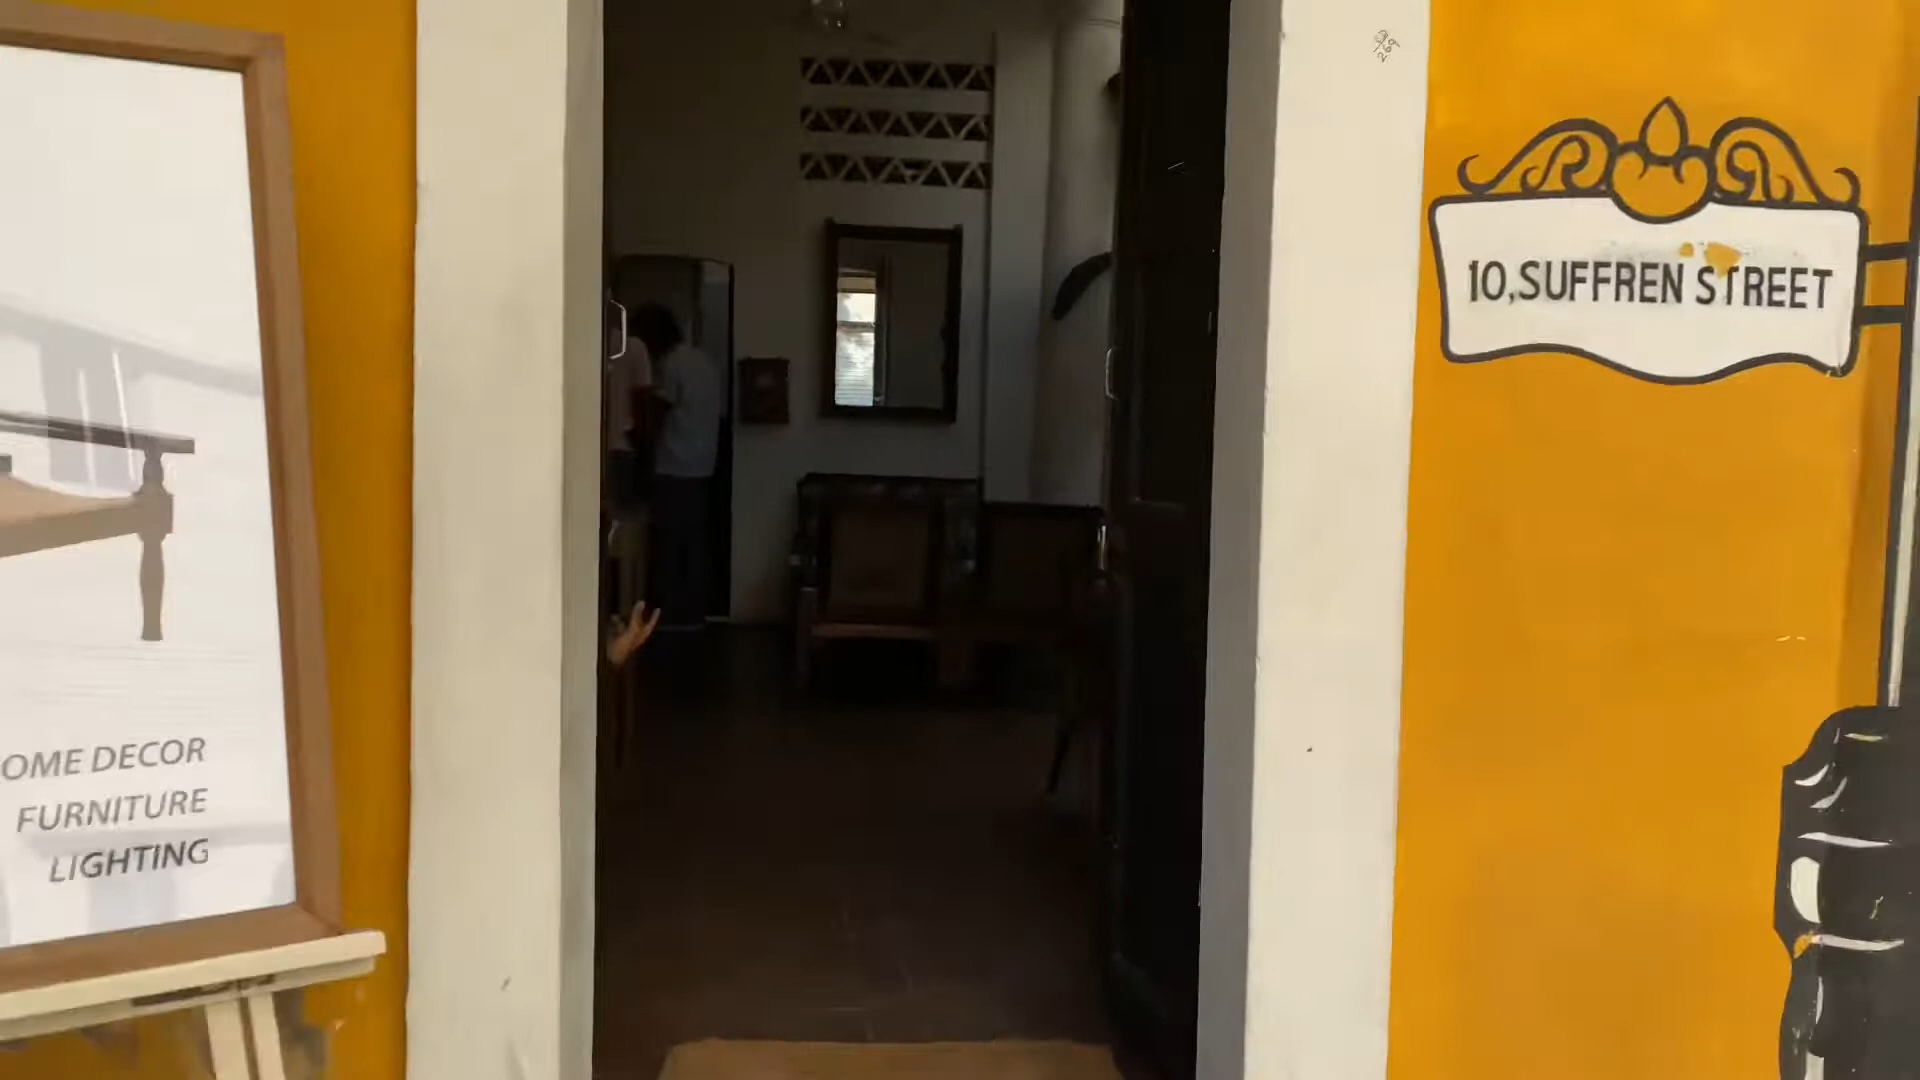 OME DECOR
FURNITURE
LIGHTING
10,SUFFREN STREET